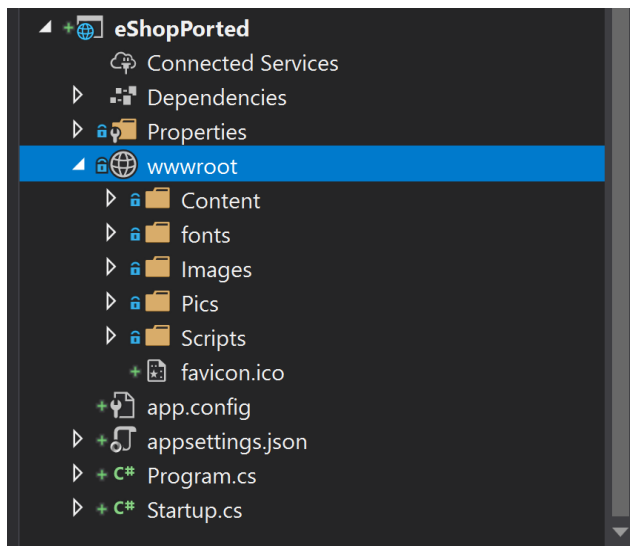 eShopPorted
Connected Services
Dependencies
Properties
wwwroot
Content
fonts
Images
Pics
Scripts
favicon.ico
app.config
appsettings.json
C# Program.cs
C# Startup.cs